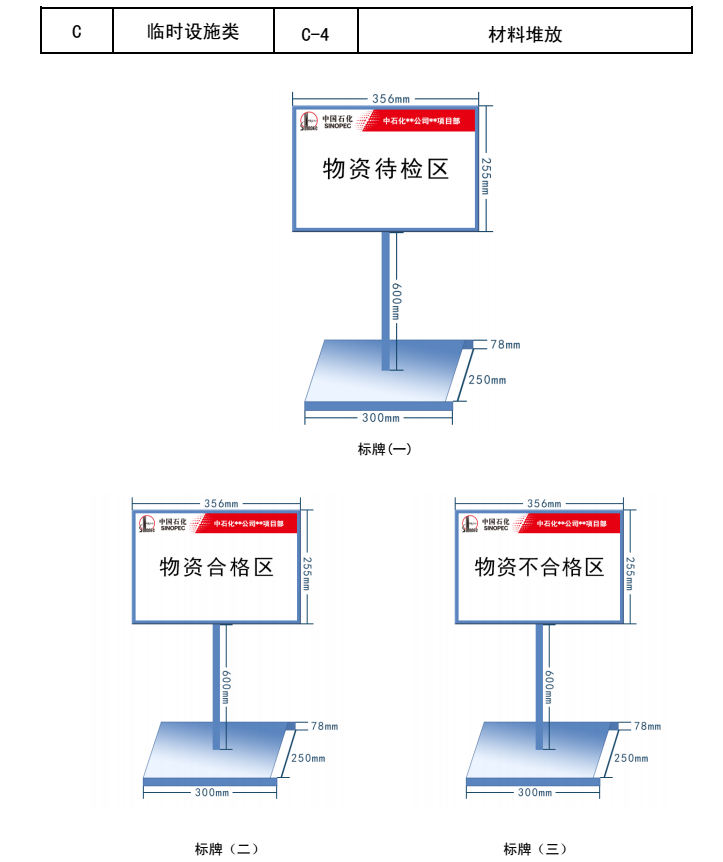 C 临时设施类 C-4 材料堆放
356mm
中国石化 SINOPEC 中石化**公司**项目部
物资待检区
255mm
600mm
78mm
250mm
300mm
标牌(一)
356mm
中国石化 SINOPEC 中石化**公司**项目部
物资合格区
255mm
600mm
78mm
250mm
300mm
标牌（二）
356mm
中国石化 SINOPEC 中石化**公司**项目部
物资不合格区
255mm
600mm
78mm
250mm
300mm
标牌（三）